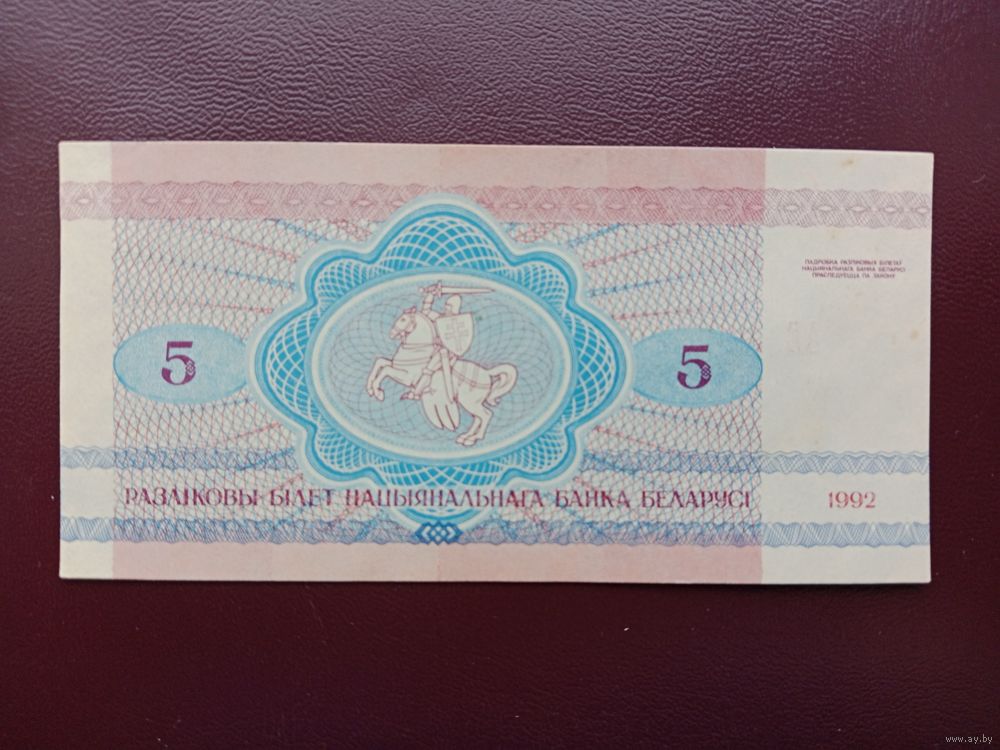 ПАДРОБКА РАЗЛІКОВЫХ БІЛЕТАЎ
НАЦЫЯНАЛЬНАГА БАНКА БЕЛАРУСІ
ПРАСЛЕДУЕЦЦА ПА ЗАКОНУ
5 5
РАЗЛІКОВЫ БІЛЕТ НАЦЫЯНАЛЬНАГА БАНКА БЕЛАРУСІ 1992
www.ay.by